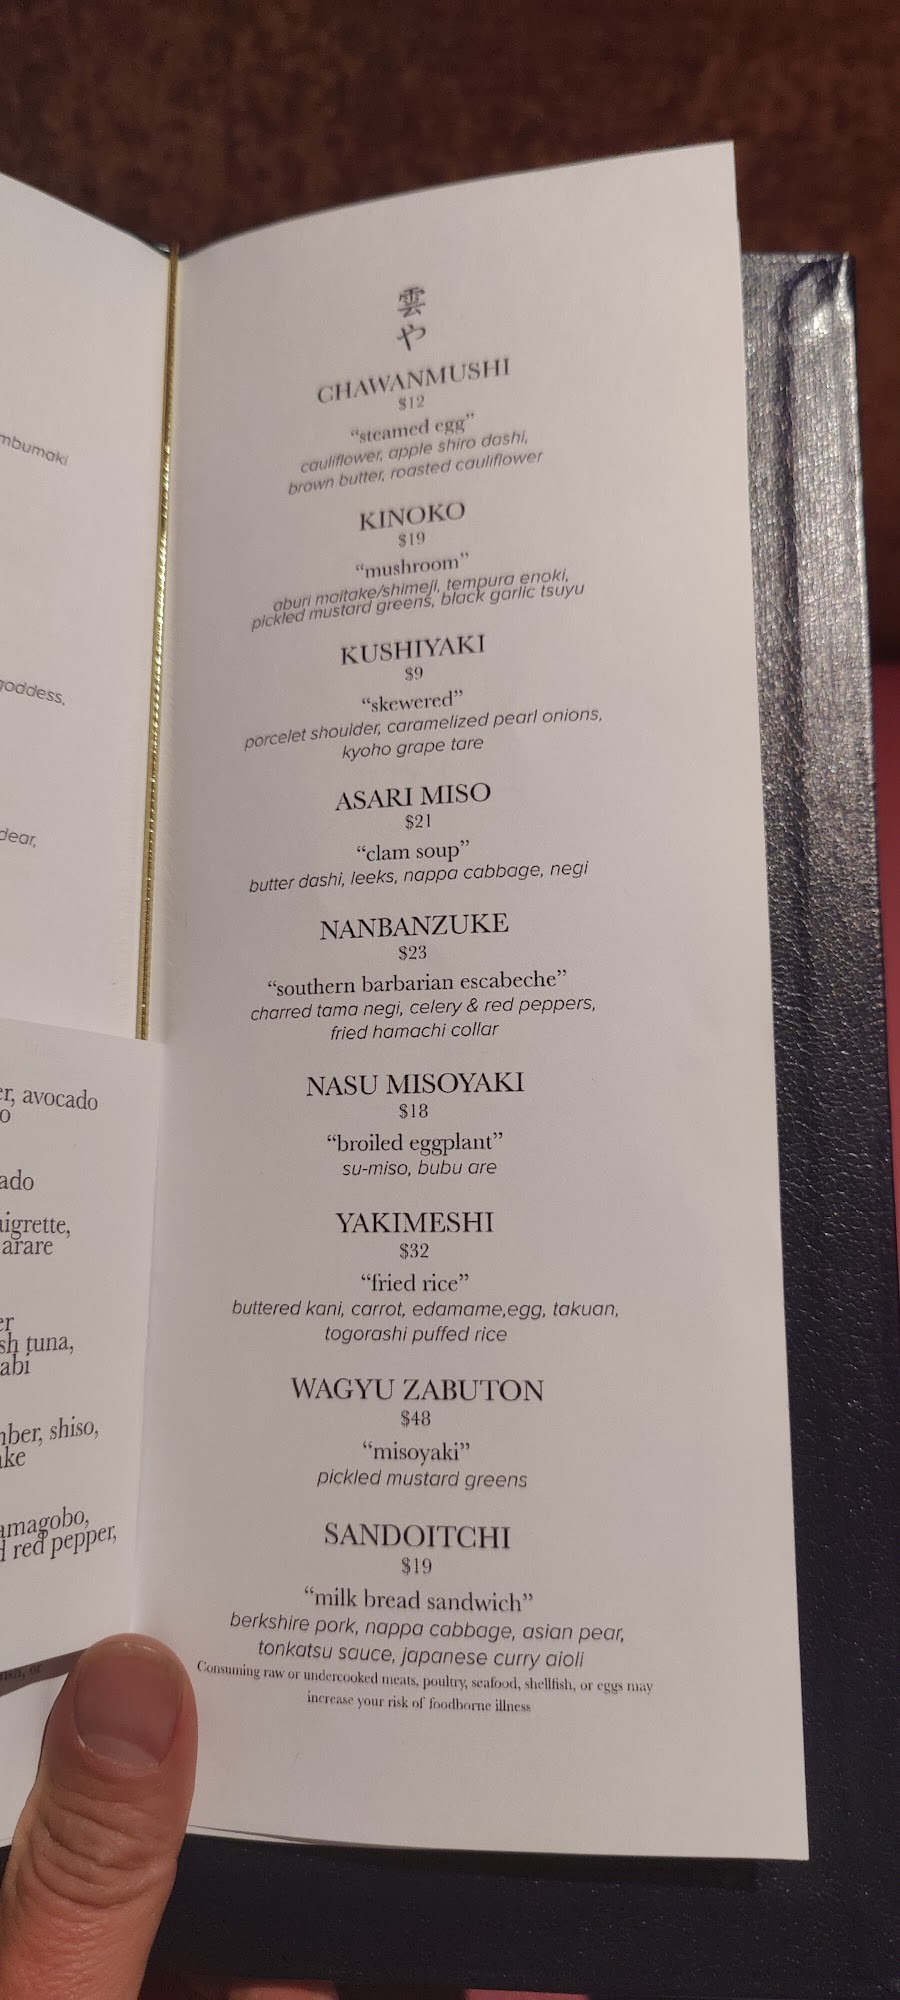 mbumaki
goddess,
dear,
er, avocado
o
ado
aigrette,
arare
er
sh tuna,
abi
mber, shiso,
ake
amagobo,
d red pepper,
雲
や
CHAWANMUSHI
$12
“steamed egg”
cauliflower, apple shiro dashi,
brown butter, roasted cauliflower
KINOKO
$19
“mushroom”
aburi maitake/shimeji, tempura enoki,
pickled mustard greens, black garlic tsuyu
KUSHIYAKI
$9
“skewered”
porcelet shoulder, caramelized pearl onions,
kyoho grape tare
ASARI MISO
$21
“clam soup”
butter dashi, leeks, nappa cabbage, negi
NANBANZUKE
$23
“southern barbarian escabeche”
charred tama negi, celery & red peppers,
fried hamachi collar
NASU MISOYAKI
$18
“broiled eggplant”
su-miso, bubu are
YAKIMESHI
$32
“fried rice”
buttered kani, carrot, edamame,egg, takuan,
togorashi puffed rice
WAGYU ZABUTON
$48
“misoyaki”
pickled mustard greens
SANDOITCHI
$19
“milk bread sandwich”
berkshire pork, nappa cabbage, asian pear,
tonkatsu sauce, japanese curry aioli
Consuming raw or undercooked meats, poultry, seafood, shellfish, or eggs may
increase your risk of foodborne illness